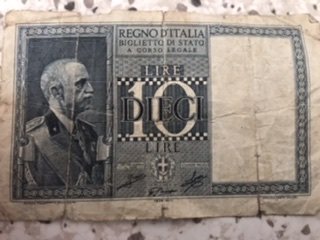 REGNO D'ITALIA
BIGLIETTO DI STATO
A CORSO LEGALE
LIRE
10
DIECI
LIRE